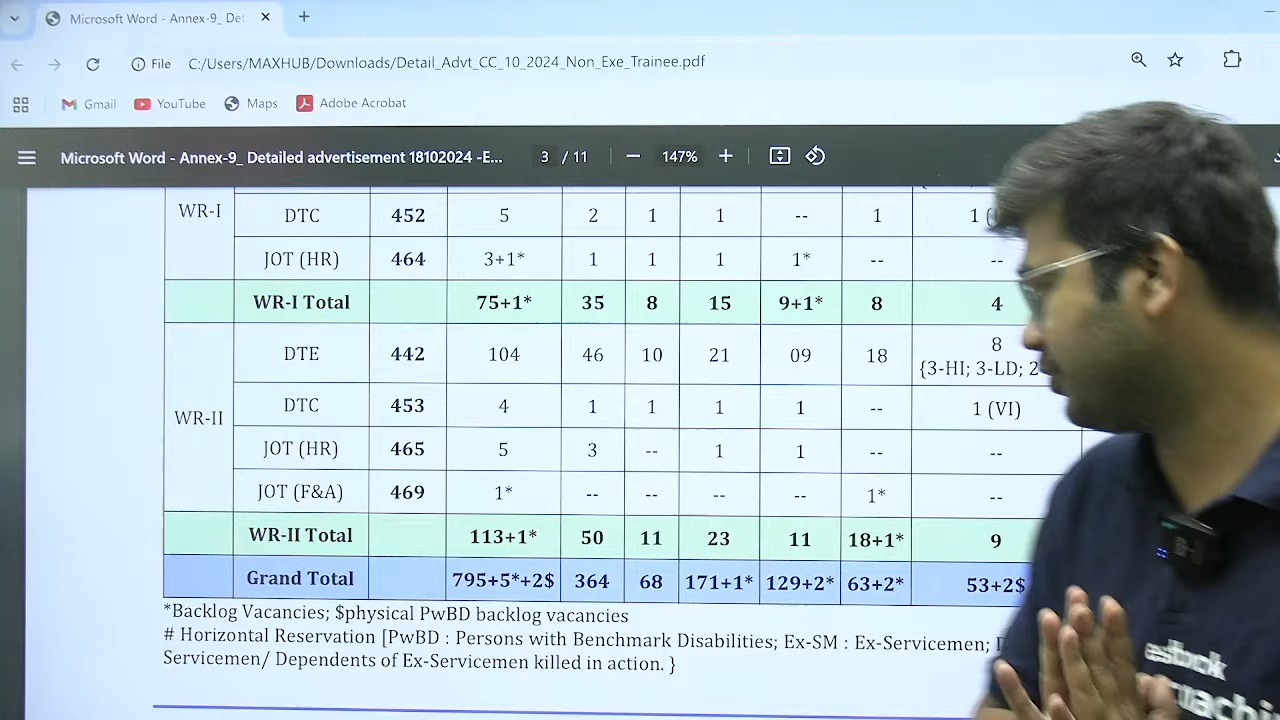 Microsoft Word - Annex-9_ De
File C:/Users/MAXHUB/Downloads/Detail_Advt_CC_10_2024_Non_Exe_Trainee.pdf
Gmail YouTube Maps Adobe Acrobat
Microsoft Word - Annex-9_ Detailed advertisement 18102024 -E... 3 / 11 — 147% +
WR-I DTC 452 5 2 1 1 -- 1 1
JOT (HR) 464 3+1* 1 1 1 1* -- --
WR-I Total 75+1* 35 8 15 9+1* 8 4
WR-II DTE 442 104 46 10 21 09 18 8
{3-HI; 3-LD; 2
DTC 453 4 1 1 1 1 -- 1 (VI)
JOT (HR) 465 5 3 -- 1 1 -- --
JOT (F&A) 469 1* -- -- -- -- 1* --
WR-II Total 113+1* 50 11 23 11 18+1* 9
Grand Total 795+5*+2$ 364 68 171+1* 129+2* 63+2* 53+2$
*Backlog Vacancies; $physical PwBD backlog vacancies
# Horizontal Reservation [PwBD : Persons with Benchmark Disabilities; Ex-SM : Ex-Servicemen;
Servicemen/ Dependents of Ex-Servicemen killed in action. }